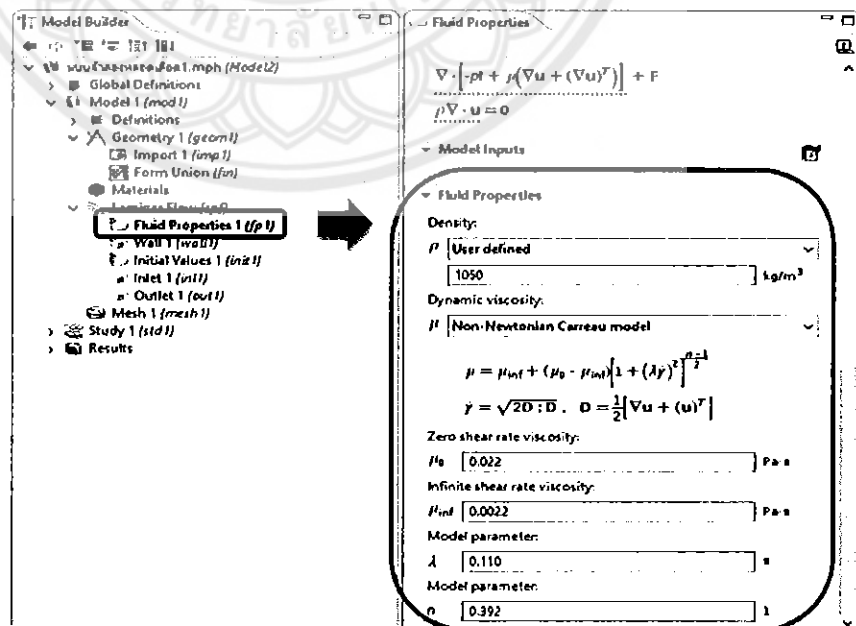 Model Builder
.mph (Model2)
Global Definitions
Model 1 (mod1)
Definitions
Geometry 1 (geom1)
Import 1 (imp1)
Form Union (fin)
Materials
Laminar Flow (spf)
Fluid Properties 1 (fp1)
Wall 1 (wall1)
Initial Values 1 (init1)
Inlet 1 (inl1)
Outlet 1 (out1)
Mesh 1 (mesh1)
Study 1 (std1)
Results
Fluid Properties
∇·[-pI + μ(∇u + (∇u)ᵀ)] + F
ρ∇·u = 0
Model Inputs
Fluid Properties
Density:
ρ User defined
1050 kg/m³
Dynamic viscosity:
μ Non-Newtonian Carreau model
μ = μinf + (μ0 - μinf)[1 + (λγ̇)²]^((n-1)/2)
γ̇ = √2D : D , D = ½[∇u + (u)ᵀ]
Zero shear rate viscosity:
μ0 0.022 Pa·s
Infinite shear rate viscosity:
μinf 0.0022 Pa·s
Model parameter:
λ 0.110 s
Model parameter:
n 0.392 1